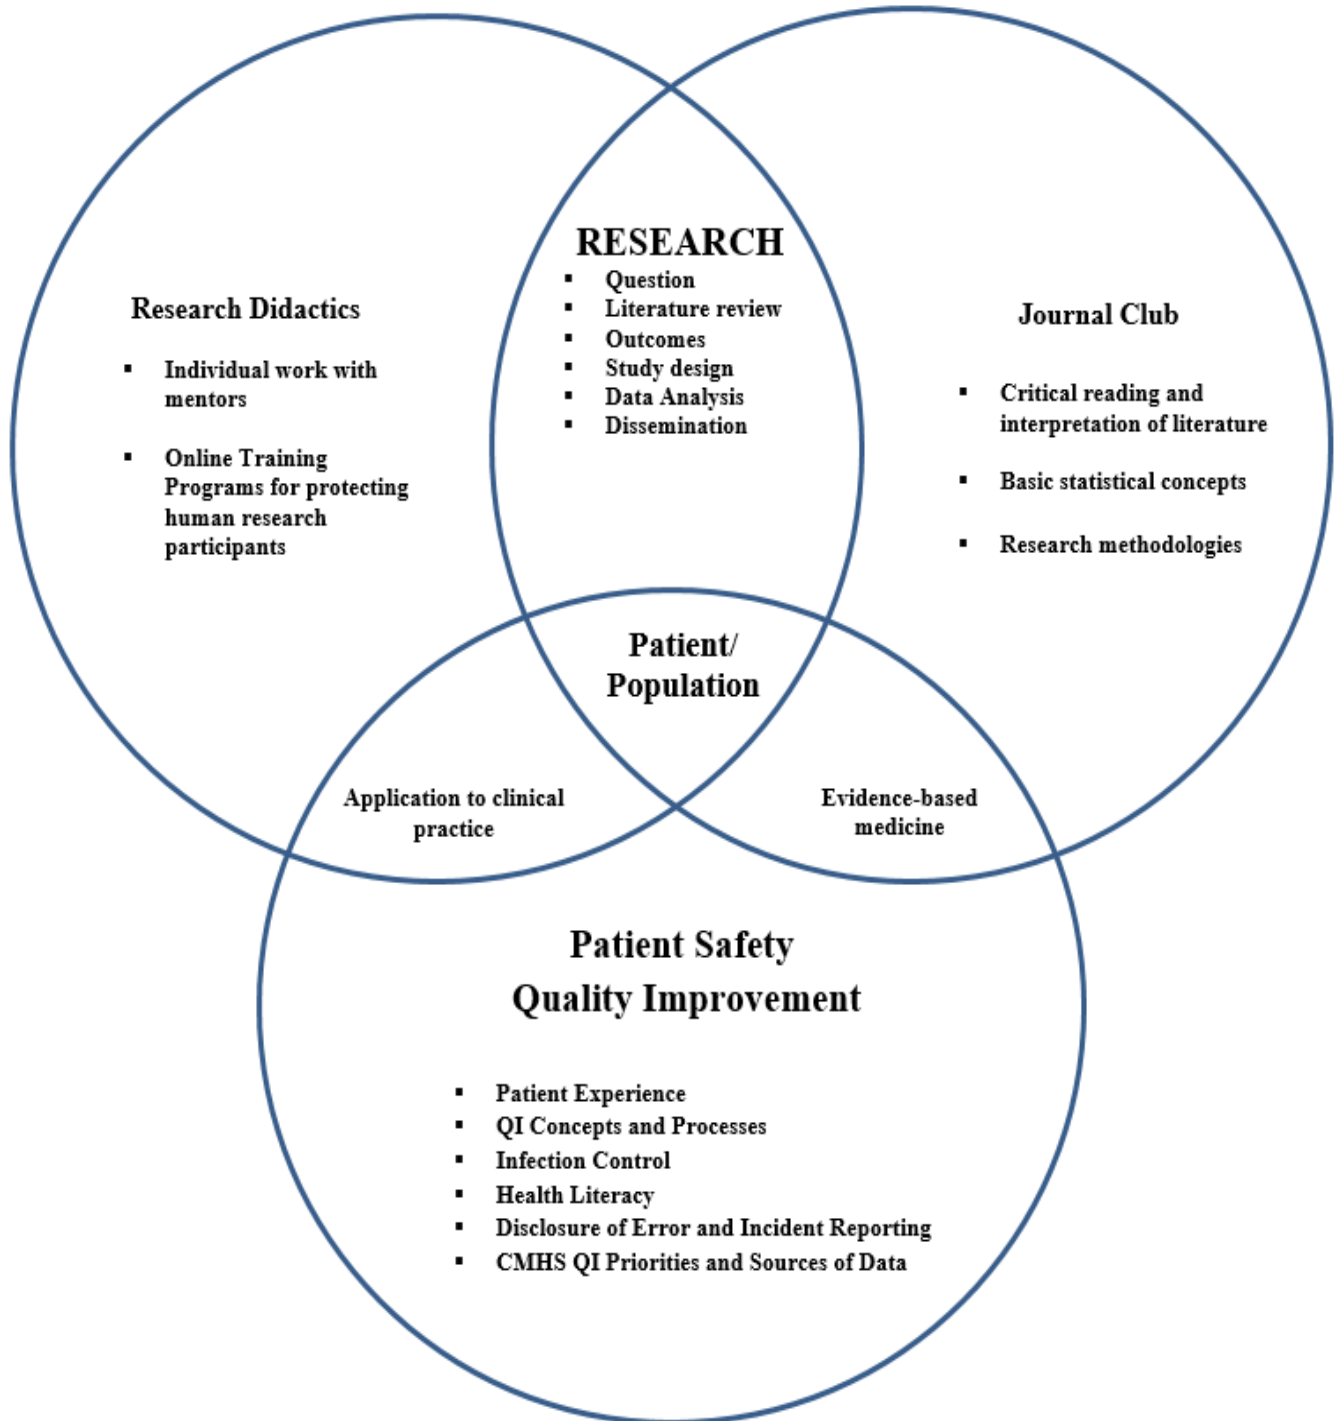 RESEARCH
▪ Question
▪ Literature review
▪ Outcomes
▪ Study design
▪ Data Analysis
▪ Dissemination
Research Didactics
▪ Individual work with
mentors
▪ Online Training
Programs for protecting
human research
participants
Journal Club
▪ Critical reading and
interpretation of literature
▪ Basic statistical concepts
▪ Research methodologies
Patient/
Population
Application to clinical
practice
Evidence-based
medicine
Patient Safety
Quality Improvement
▪ Patient Experience
▪ QI Concepts and Processes
▪ Infection Control
▪ Health Literacy
▪ Disclosure of Error and Incident Reporting
▪ CMHS QI Priorities and Sources of Data